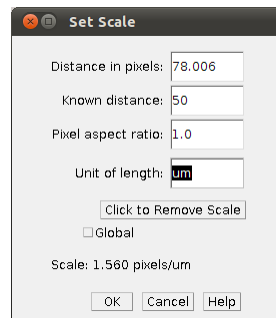 Set Scale
Distance in pixels: 78.006
Known distance: 50
Pixel aspect ratio: 1.0
Unit of length: um
Click to Remove Scale
Global
Scale: 1.560 pixels/um
OK Cancel Help